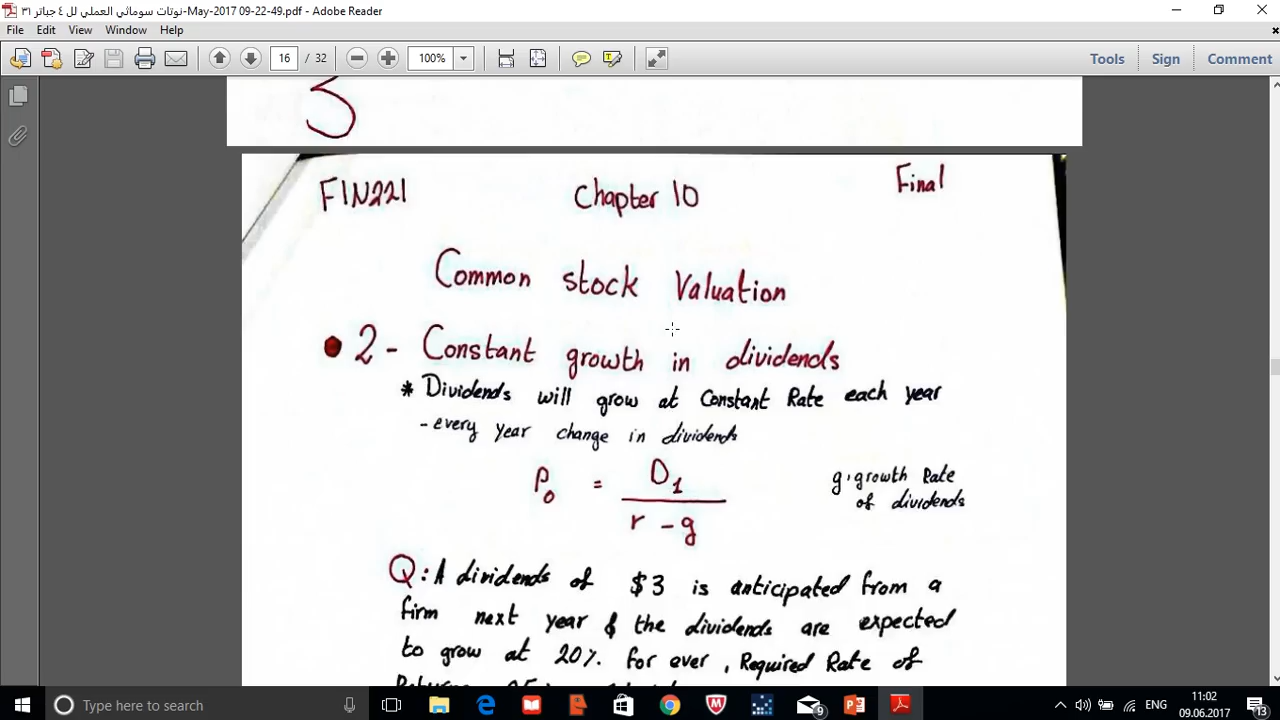 نوتات سوماثي العملي لل ٤ جباتر ٣١-May-2017 09-22-49.pdf - Adobe Reader
File Edit View Window Help
16 / 32 100% Tools Sign Comment
FIN221 Chapter 10 Final
Common stock Valuation
2 - Constant growth in dividends
* Dividends will grow at Constant Rate each year
- every year change in dividends
P0 = D1
r - g
g: growth Rate
of dividends
Q: A dividends of $3 is anticipated from a
firm next year & the dividends are expected
to grow at 20% for ever, Required Rate of
Type here to search
9
ENG
11:02
09.06.2017
13